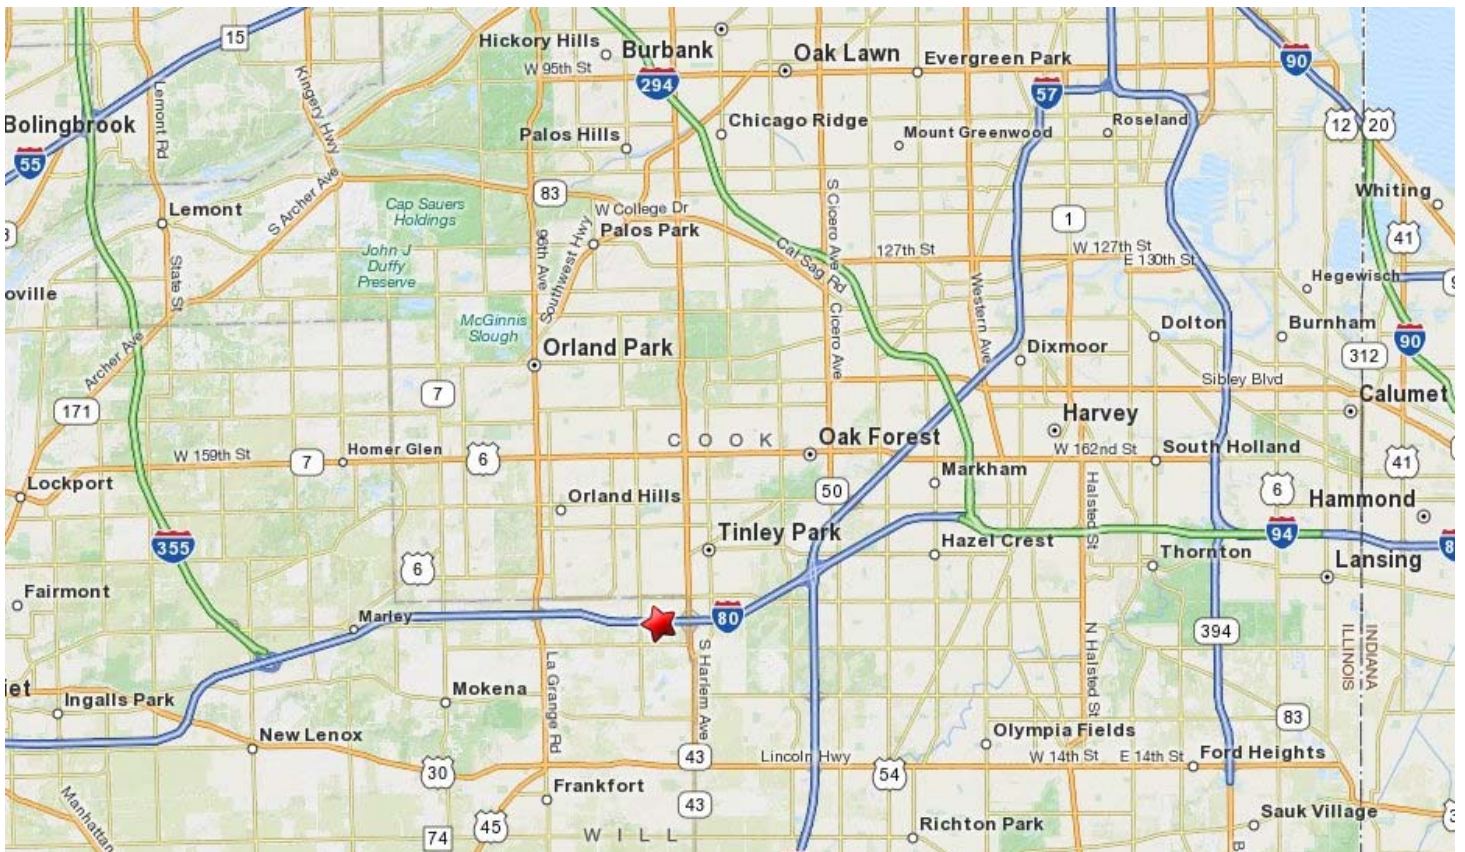 15
Hickory Hills
Burbank
Oak Lawn
Evergreen Park
90
W 95th St
294
57
Lemont Rd
Kingery Hwy
Bolingbrook
55
Palos Hills
Chicago Ridge
Mount Greenwood
Roseland
12
20
Whiting
83
Cap Sauers
Holdings
W College Dr
S Cicero Ave
1
Lemont
S Archer Ave
Palos Park
96th Ave
Southwest Hwy
John J
Duffy
Preserve
Cal Sag Rd
127th St
W 127th St
E 130th St
41
Hegewisch
State St
Western Ave
Cicero Ave
McGinnis
Slough
Dolton
Burnham
90
Orland Park
Dixmoor
312
Archer Ave
Sibley Blvd
Calumet
7
171
Harvey
COOK
Oak Forest
W 162nd St
South Holland
W 159th St
7
Homer Glen
6
Markham
41
Lockport
Orland Hills
50
Halsted St
6
Hammond
Tinley Park
Hazel Crest
94
355
Thornton
Lansing
6
Fairmont
Marley
80
394
N Halsted St
INDIANA
ILLINOIS
S Harlem Ave
La Grange Rd
Mokena
Ingalls Park
New Lenox
83
Olympia Fields
43
Lincoln Hwy
W 14th St
E 14th St
Ford Heights
30
54
Frankfort
43
Manhattan
45
74
WILL
Richton Park
Sauk Village